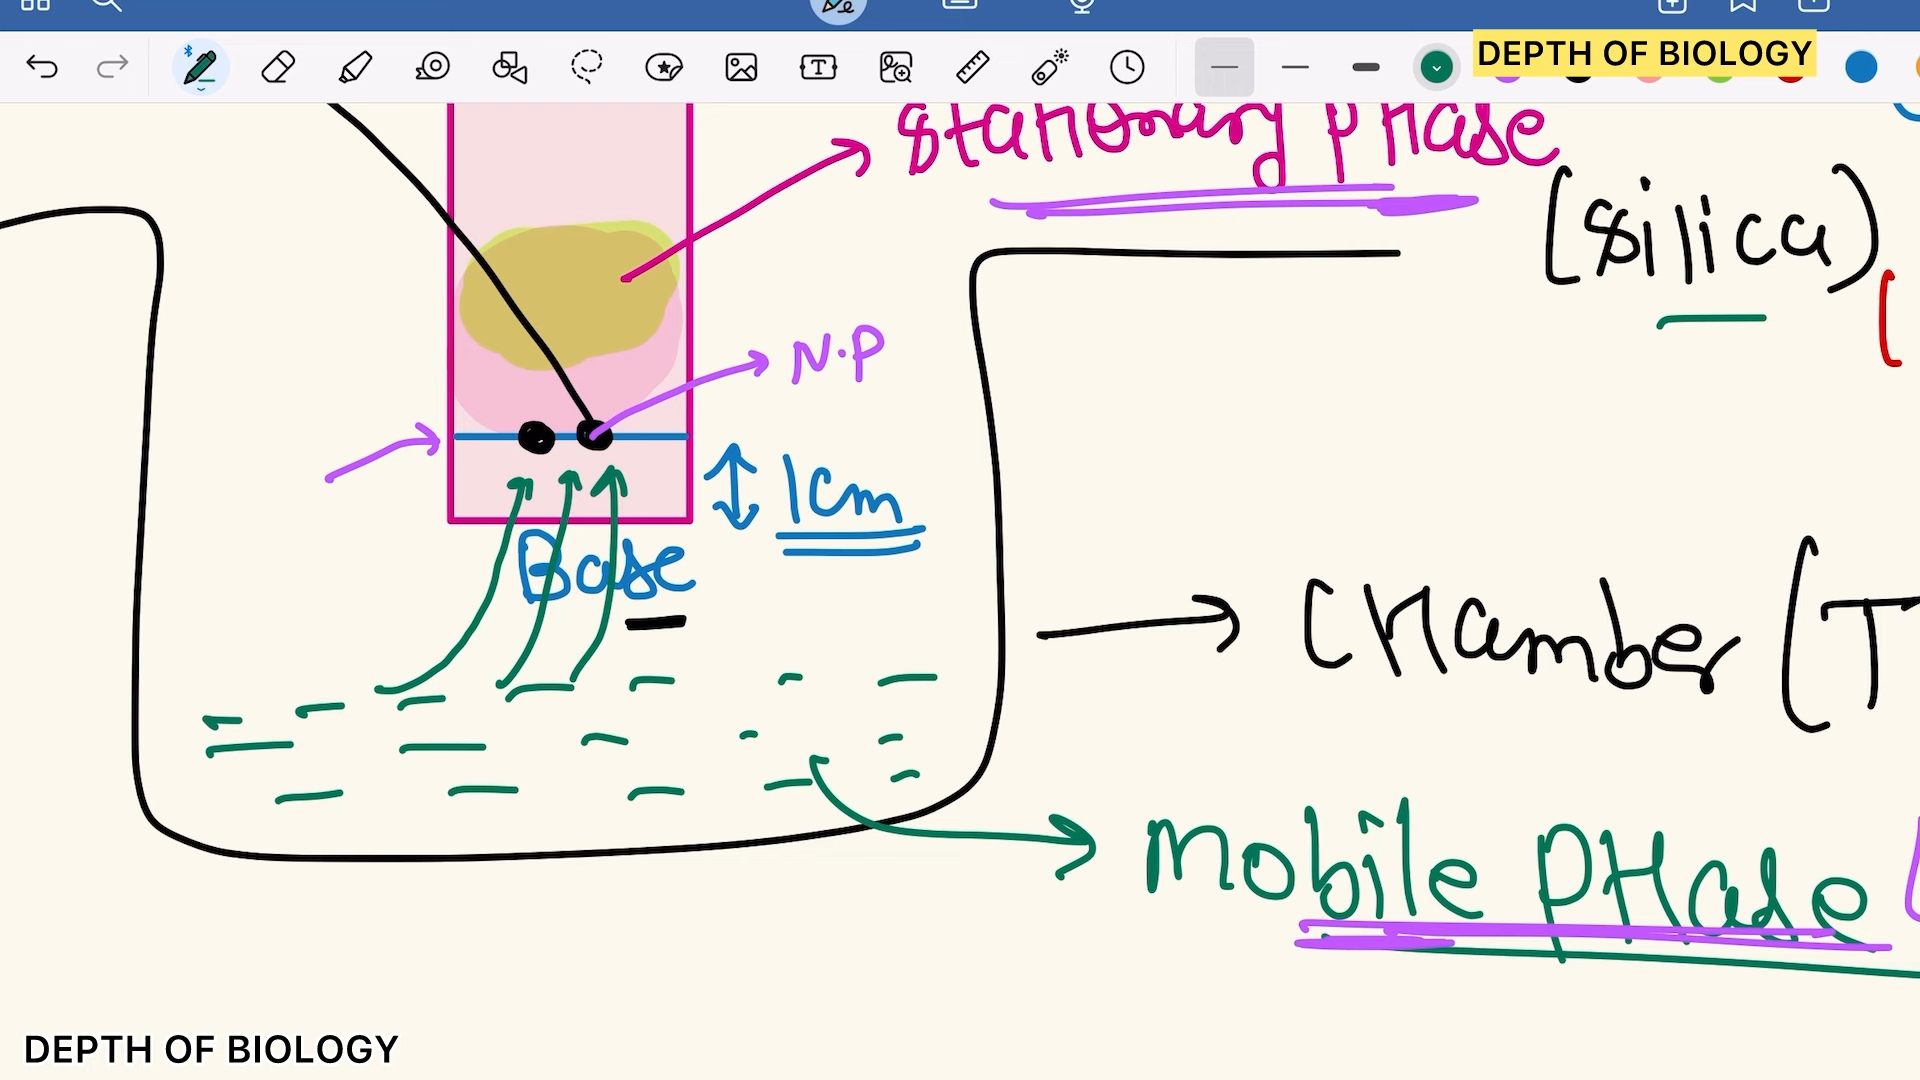 DEPTH OF BIOLOGY
Stationary PHase
(Silica)
N.P
1cm
Base
CHamber (T
Mobile PHase
DEPTH OF BIOLOGY